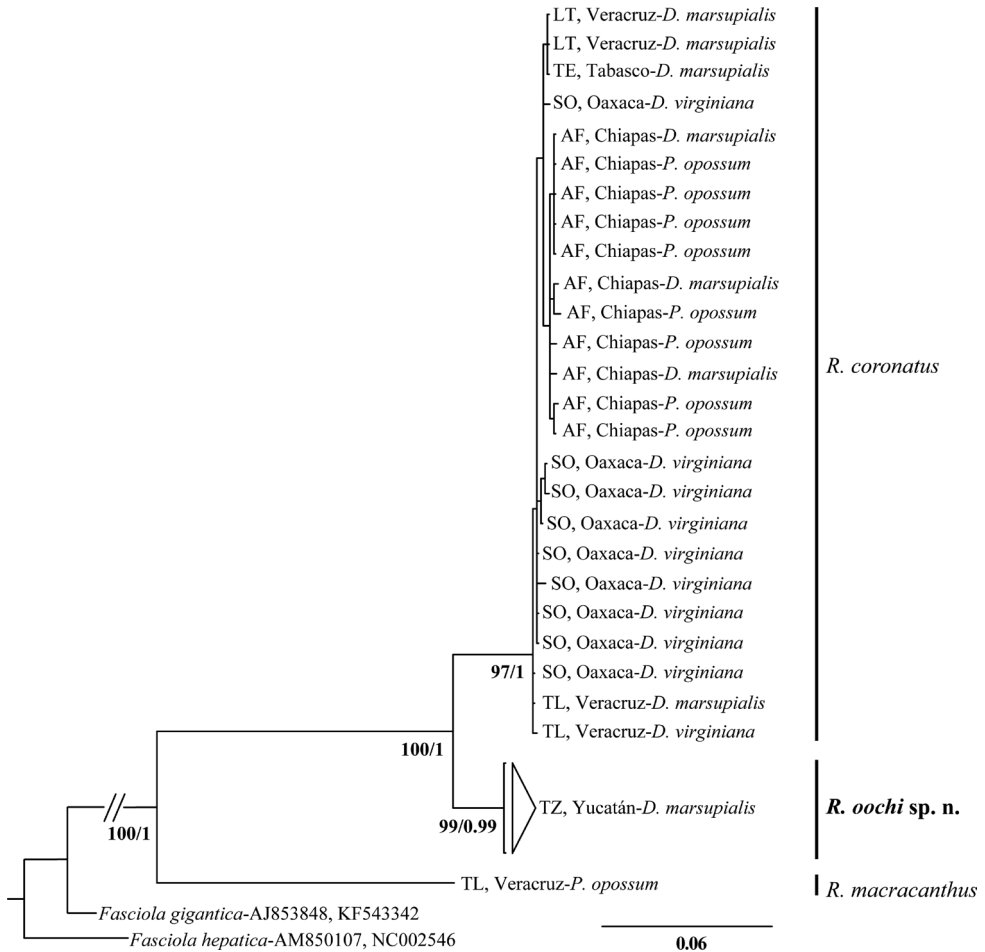 LT, Veracruz-D. marsupialis
LT, Veracruz-D. marsupialis
TE, Tabasco-D. marsupialis
SO, Oaxaca-D. virginiana
AF, Chiapas-D. marsupialis
AF, Chiapas-P. opossum
AF, Chiapas-P. opossum
AF, Chiapas-P. opossum
AF, Chiapas-P. opossum
AF, Chiapas-D. marsupialis
AF, Chiapas-P. opossum
AF, Chiapas-P. opossum
AF, Chiapas-D. marsupialis
AF, Chiapas-P. opossum
AF, Chiapas-P. opossum
R. coronatus
SO, Oaxaca-D. virginiana
SO, Oaxaca-D. virginiana
SO, Oaxaca-D. virginiana
SO, Oaxaca-D. virginiana
SO, Oaxaca-D. virginiana
SO, Oaxaca-D. virginiana
SO, Oaxaca-D. virginiana
SO, Oaxaca-D. virginiana
97/1
TL, Veracruz-D. marsupialis
TL, Veracruz-D. virginiana
100/1
TZ, Yucatán-D. marsupialis
R. oochi sp. n.
99/0.99
100/1
TL, Veracruz-P. opossum
R. macracanthus
Fasciola gigantica-AJ853848, KF543342
Fasciola hepatica-AM850107, NC002546
0.06